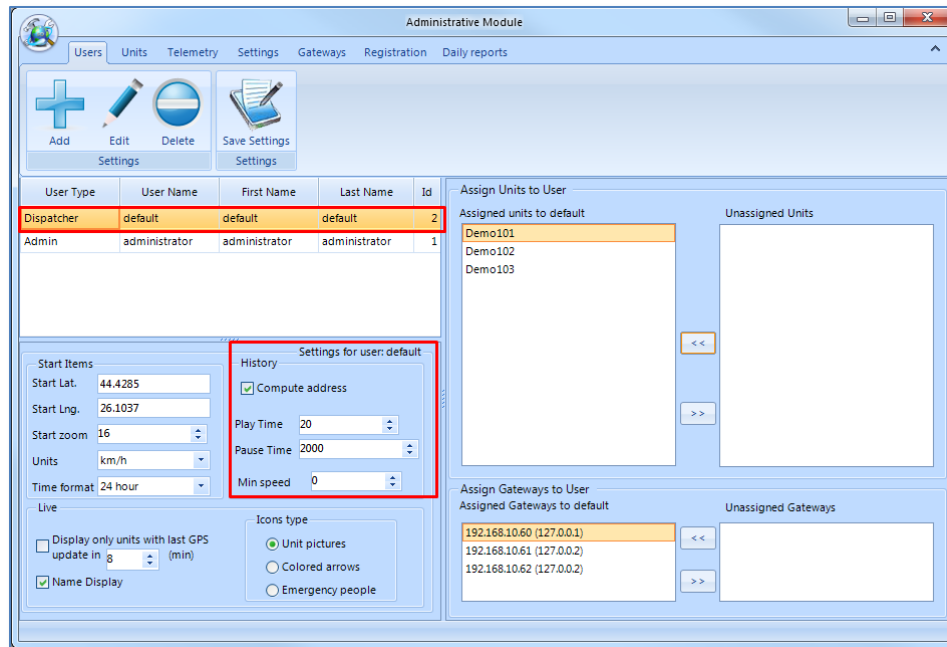 Administrative Module
Users Units Telemetry Settings Gateways Registration Daily reports
Add Edit Delete Save Settings
Settings Settings
User Type User Name First Name Last Name Id
Dispatcher default default default 2
Admin administrator administrator administrator 1
Settings for user: default
Start Items
Start Lat. 44.4285
Start Lng. 26.1037
Start zoom 16
Units km/h
Time format 24 hour
History
Compute address
Play Time 20
Pause Time 2000
Min speed 0
Live
Display only units with last GPS
update in 8 (min)
Name Display
Icons type
Unit pictures
Colored arrows
Emergency people
Assign Units to User
Assigned units to default Unassigned Units
Demo101
Demo102
Demo103
<<
>>
Assign Gateways to User
Assigned Gateways to default Unassigned Gateways
192.168.10.60 (127.0.0.1)
192.168.10.61 (127.0.0.2)
192.168.10.62 (127.0.0.2)
<<
>>